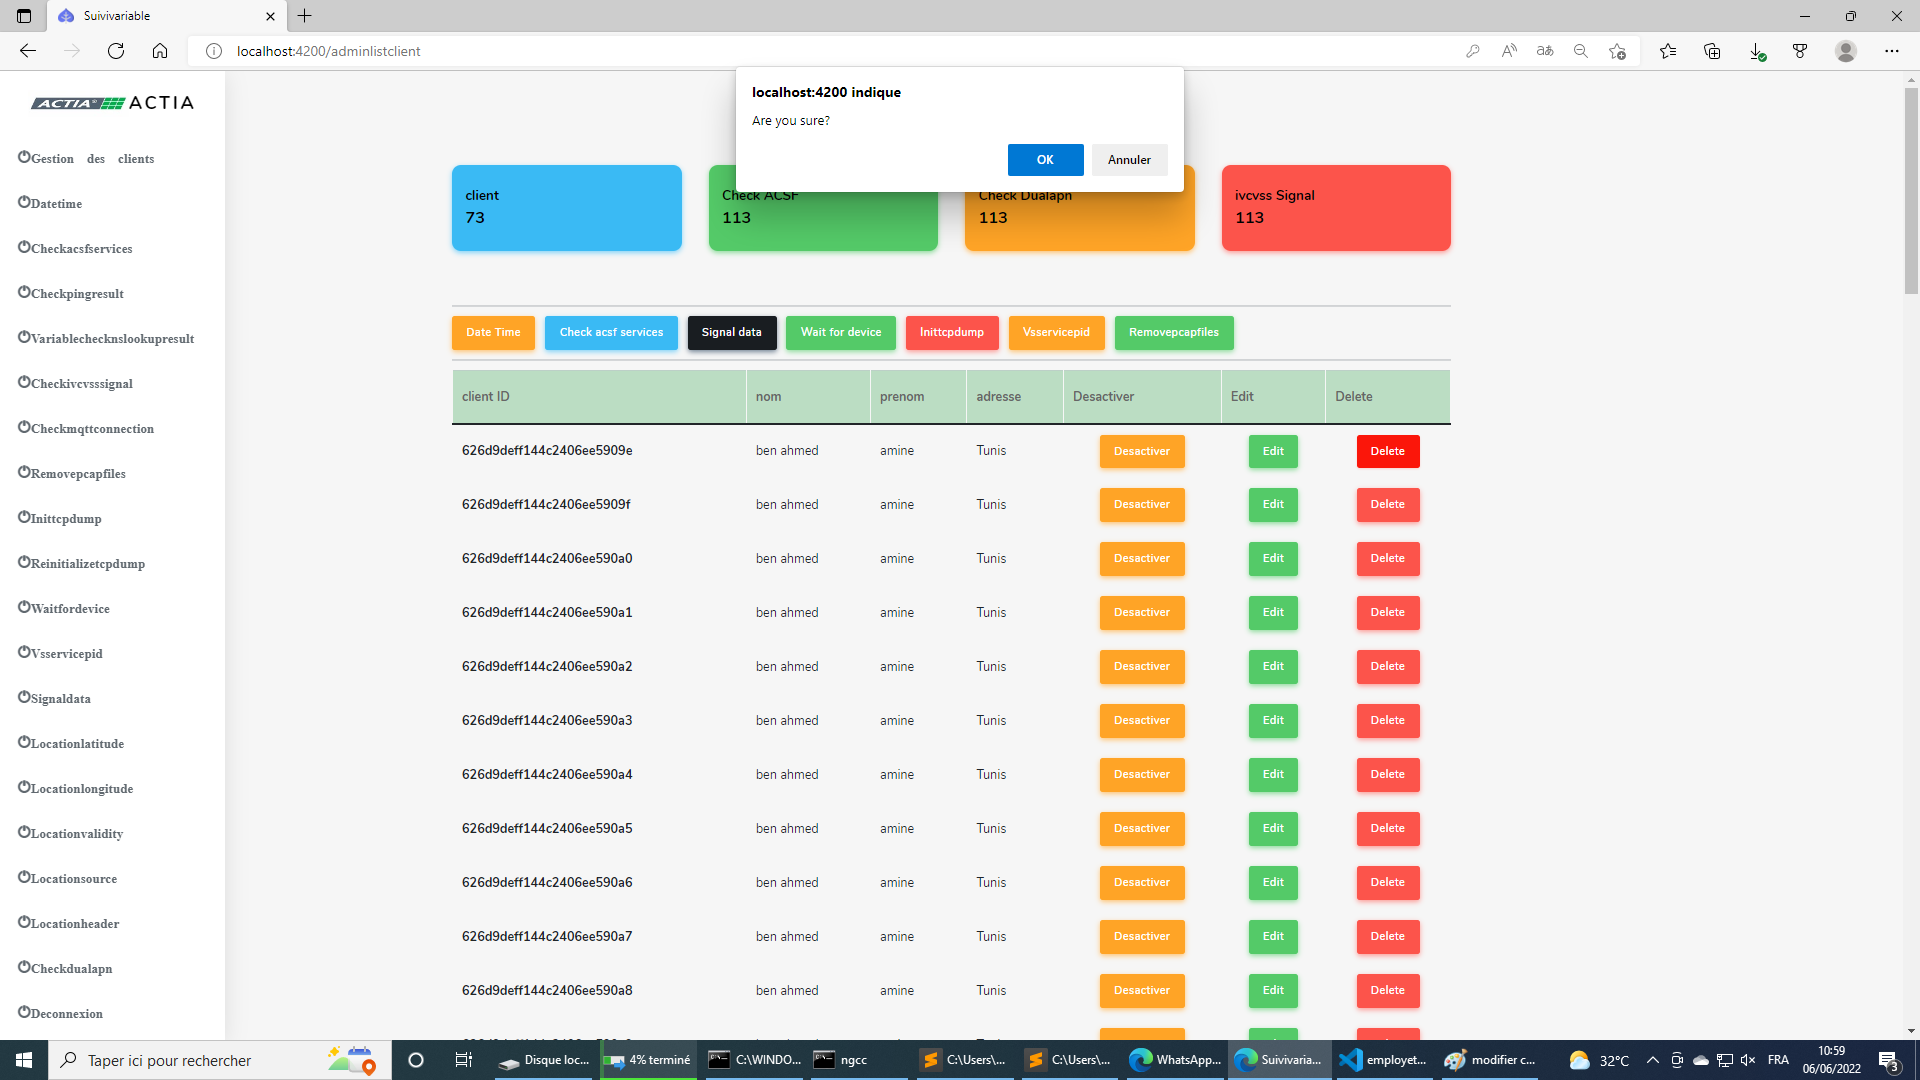 Suivivariable
localhost:4200/adminlistclient
localhost:4200 indique
Are you sure?
OK
Annuler
ACTIA ACTIA
Gestion des clients
Datetime
Checkacsfservices
Checkpingresult
Variablechecknslookupresult
Checkivcvsssignal
Checkmqttconnection
Removepcapfiles
Inittcpdump
Reinitializetcpdump
Waitfordevice
Vsservicepid
Signaldata
Locationlatitude
Locationlongitude
Locationvalidity
Locationsource
Locationheader
Checkdualapn
Deconnexion
client
73
Check ACSF
113
Check Dualapn
113
ivcvss Signal
113
Date Time
Check acsf services
Signal data
Wait for device
Inittcpdump
Vsservicepid
Removepcapfiles
client ID nom prenom adresse Desactiver Edit Delete
626d9deff144c2406ee5909e ben ahmed amine Tunis Desactiver Edit Delete
626d9deff144c2406ee5909f ben ahmed amine Tunis Desactiver Edit Delete
626d9deff144c2406ee590a0 ben ahmed amine Tunis Desactiver Edit Delete
626d9deff144c2406ee590a1 ben ahmed amine Tunis Desactiver Edit Delete
626d9deff144c2406ee590a2 ben ahmed amine Tunis Desactiver Edit Delete
626d9deff144c2406ee590a3 ben ahmed amine Tunis Desactiver Edit Delete
626d9deff144c2406ee590a4 ben ahmed amine Tunis Desactiver Edit Delete
626d9deff144c2406ee590a5 ben ahmed amine Tunis Desactiver Edit Delete
626d9deff144c2406ee590a6 ben ahmed amine Tunis Desactiver Edit Delete
626d9deff144c2406ee590a7 ben ahmed amine Tunis Desactiver Edit Delete
626d9deff144c2406ee590a8 ben ahmed amine Tunis Desactiver Edit Delete
Taper ici pour rechercher
Disque loc...
4% terminé
C:\WINDO...
ngcc
C:\Users\...
C:\Users\...
WhatsApp...
Suivivaria...
employet...
modifier c...
32°C
FRA
10:59
06/06/2022
3